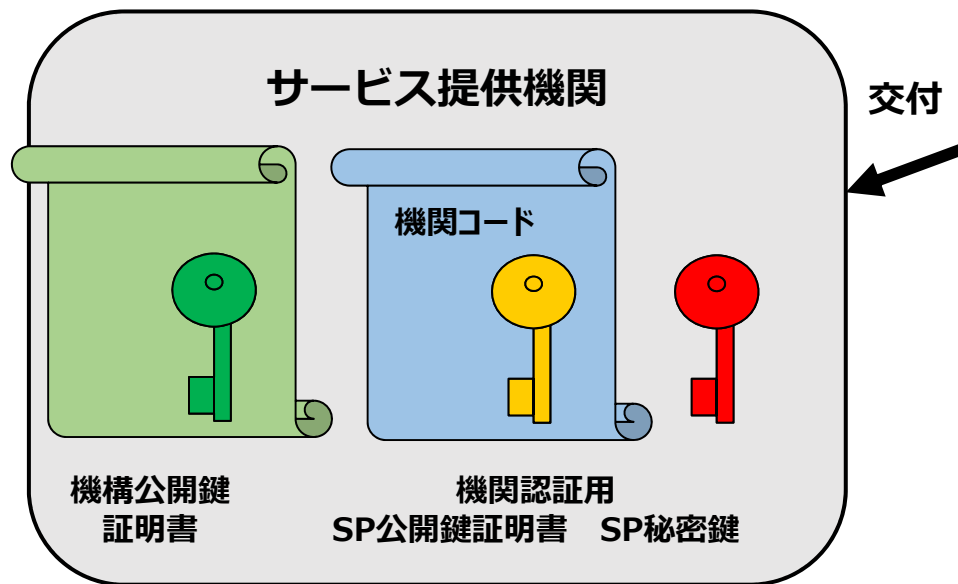 サービス提供機関
交付
機関コード
機構公開鍵
証明書
機関認証用
SP公開鍵証明書 SP秘密鍵